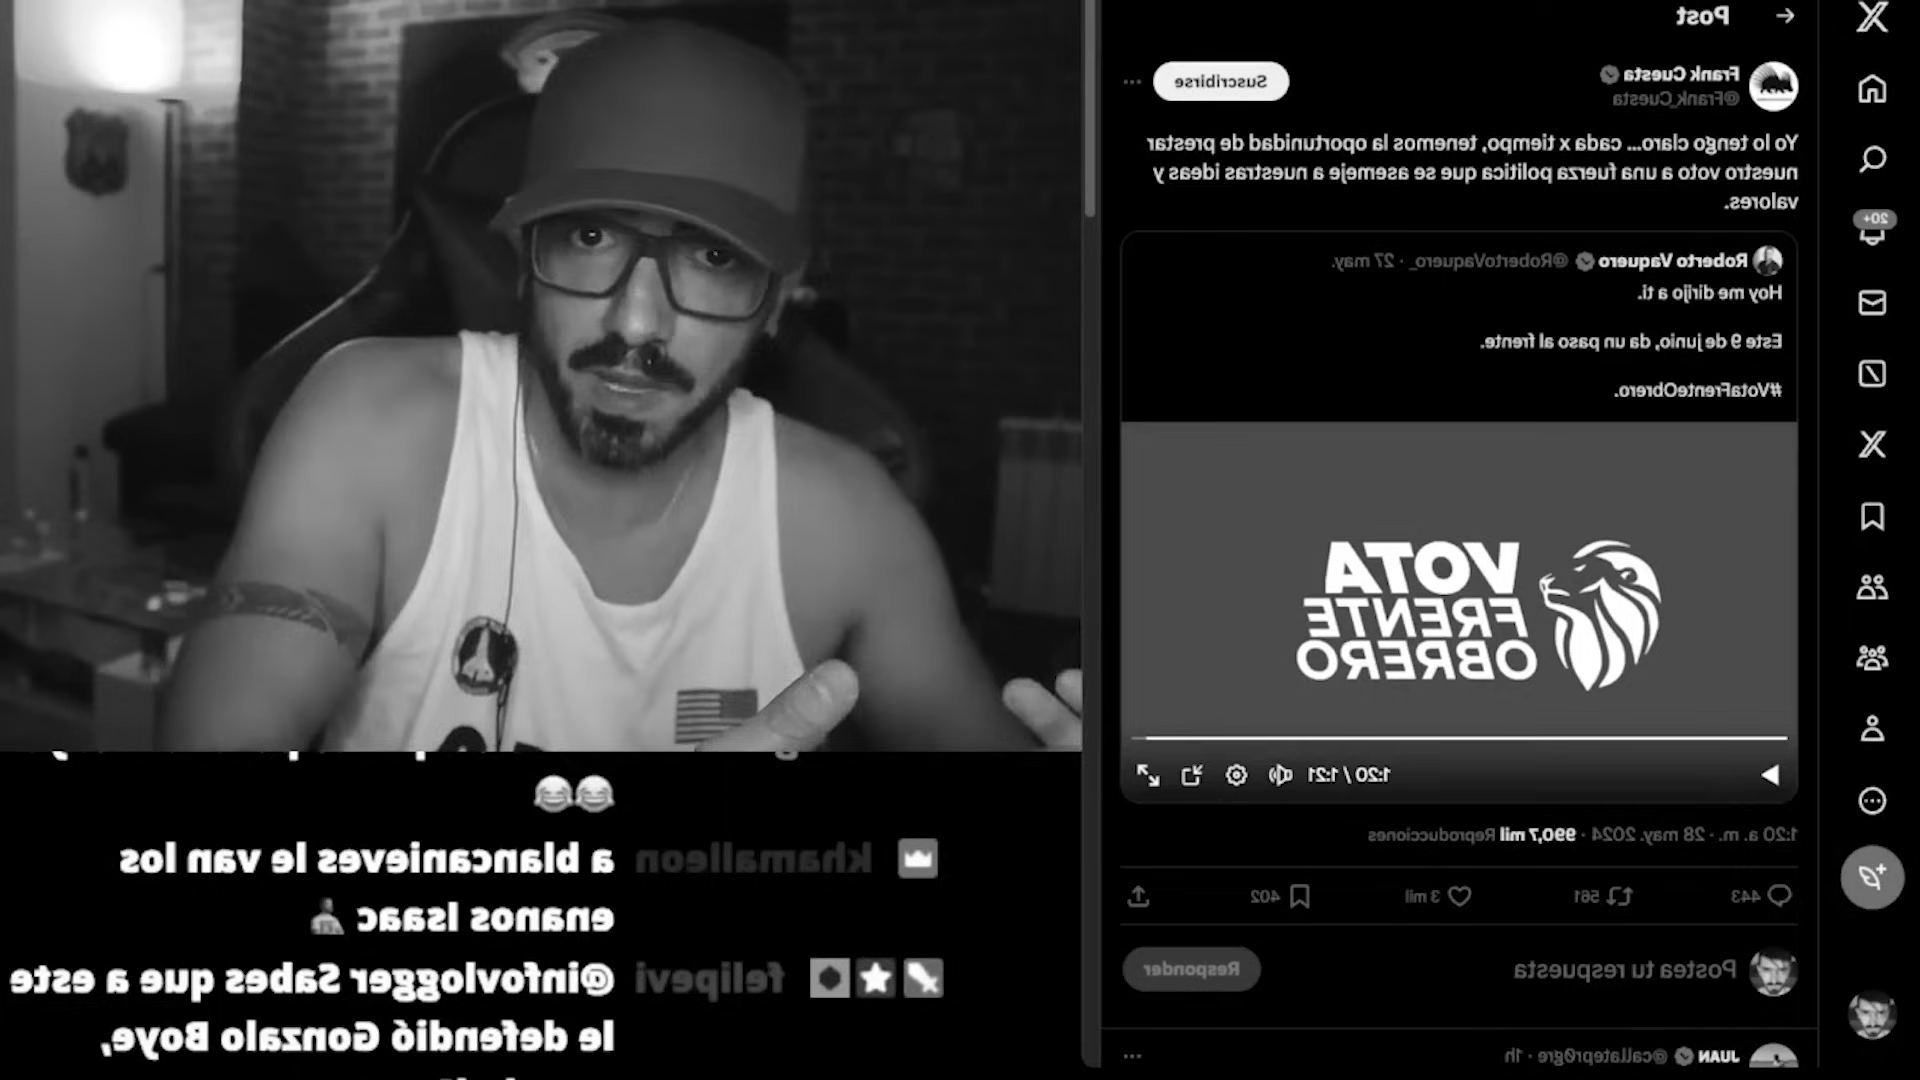 Post
Frank Cuesta
@Frank_Cuesta
Suscribirse
Yo lo tengo claro... cada x tiempo, tenemos la oportunidad de prestar
nuestro voto a una fuerza politica que se asemeje a nuestras ideas y
valores.
Roberto Vaquero @RobertoVaquero_ · 27 may.
Hoy me dirijo a ti.
Este 9 de junio, da un paso al frente.
#VotaFrenteObrero.
VOTA
FRENTE
OBRERO
1:20 / 1:21
1:20 a. m. · 28 may. 2024 · 990,7 mil Reproducciones
443 561 3 mil 402
Postea tu respuesta
Responder
JUAN @callateprøgre · 1h
20+
khamalleon a blancanieves le van los
enanos Isaac
felipevi @infovlogger Sabes que a este
le defendió Gonzalo Boye,